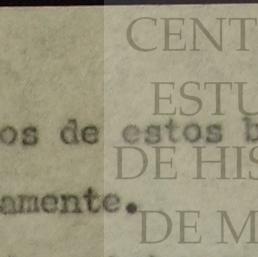 CENT
ESTU
os de estos b
DE HIS
amente.
DE M